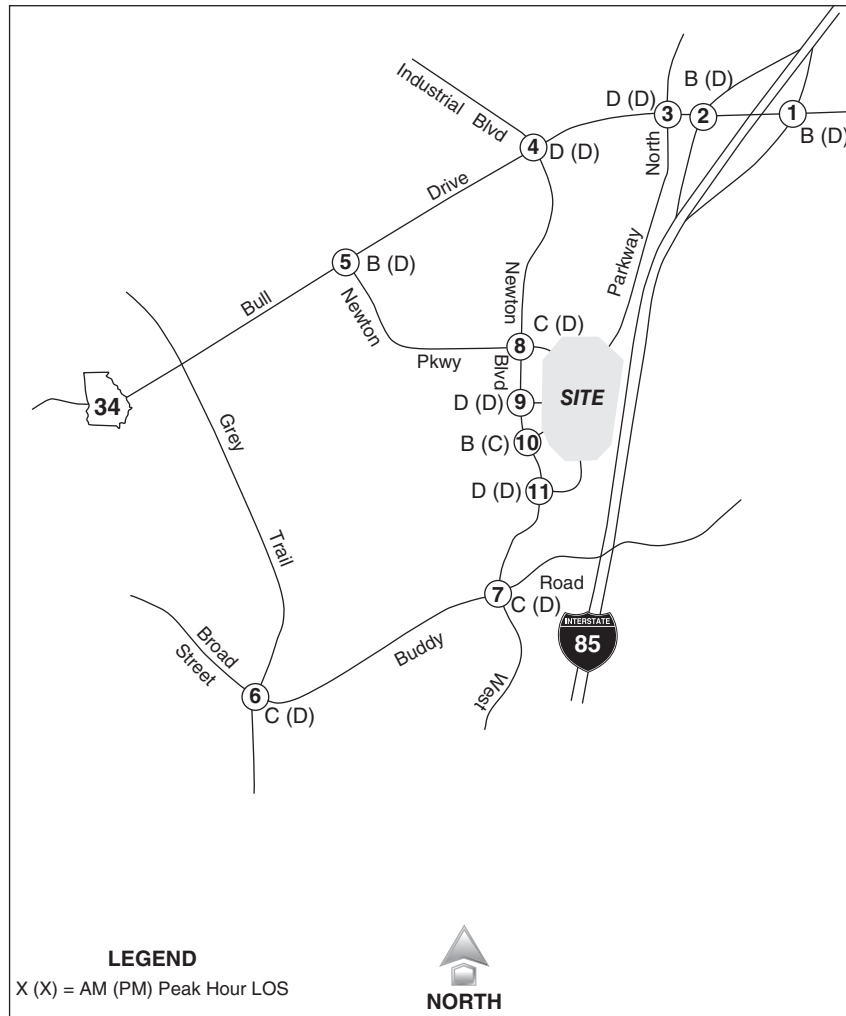 Industrial Blvd
B (D)
D (D)
3
2
1
B (D)
North
4
D (D)
Drive
Parkway
5
B (D)
Bull
Newton
Newton
C (D)
8
Pkwy
Blvd
SITE
34
D (D)
9
Grey
B (C)
10
D (D)
11
Trail
Road
7
C (D)
INTERSTATE
85
Broad
Street
Buddy
West
6
C (D)
LEGEND
X (X) = AM (PM) Peak Hour LOS
NORTH